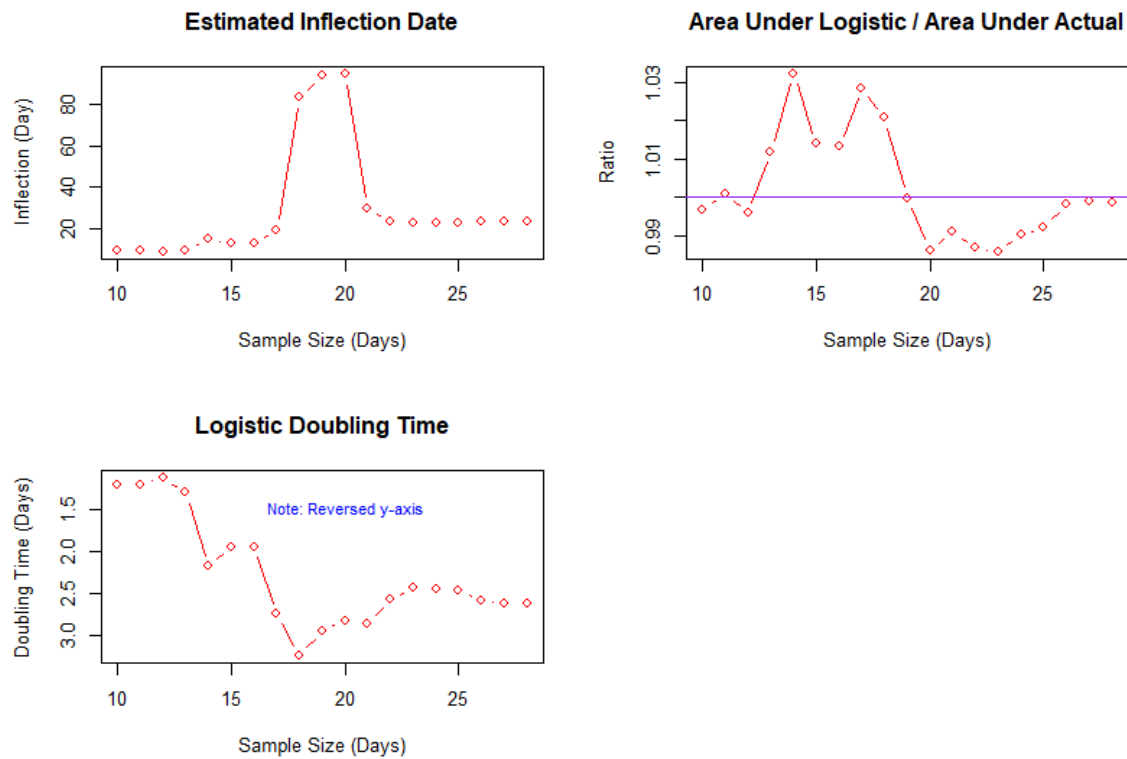 Estimated Inflection Date
Inflection (Day)
20 40 60 80
10 15 20 25
Sample Size (Days)
Area Under Logistic / Area Under Actual
Ratio
0.99 1.01 1.03
10 15 20 25
Sample Size (Days)
Logistic Doubling Time
Doubling Time (Days)
3.0 2.5 2.0 1.5
Note: Reversed y-axis
10 15 20 25
Sample Size (Days)